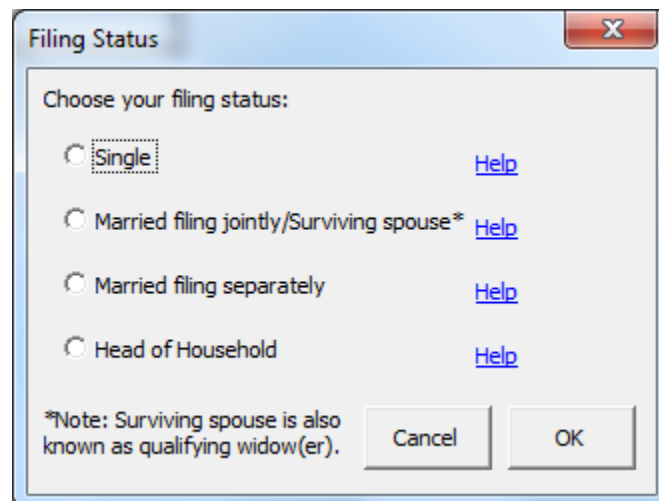 Filing Status
Choose your filing status:
Single Help
Married filing jointly/Surviving spouse* Help
Married filing separately Help
Head of Household Help
*Note: Surviving spouse is also
known as qualifying widow(er).
Cancel OK